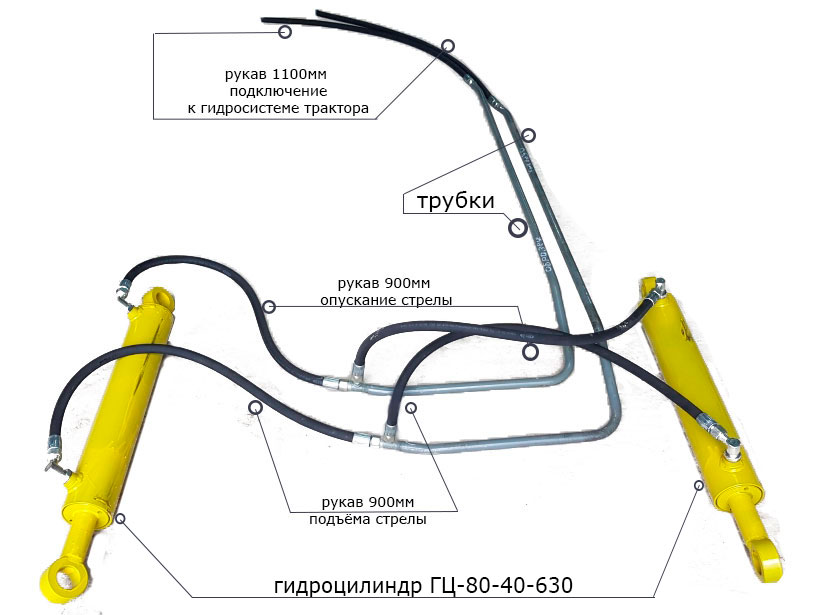 рукав 1100мм
подключение
к гидросистеме трактора
трубки
рукав 900мм
опускание стрелы
рукав 900мм
подъёма стрелы
гидроцилиндр ГЦ-80-40-630